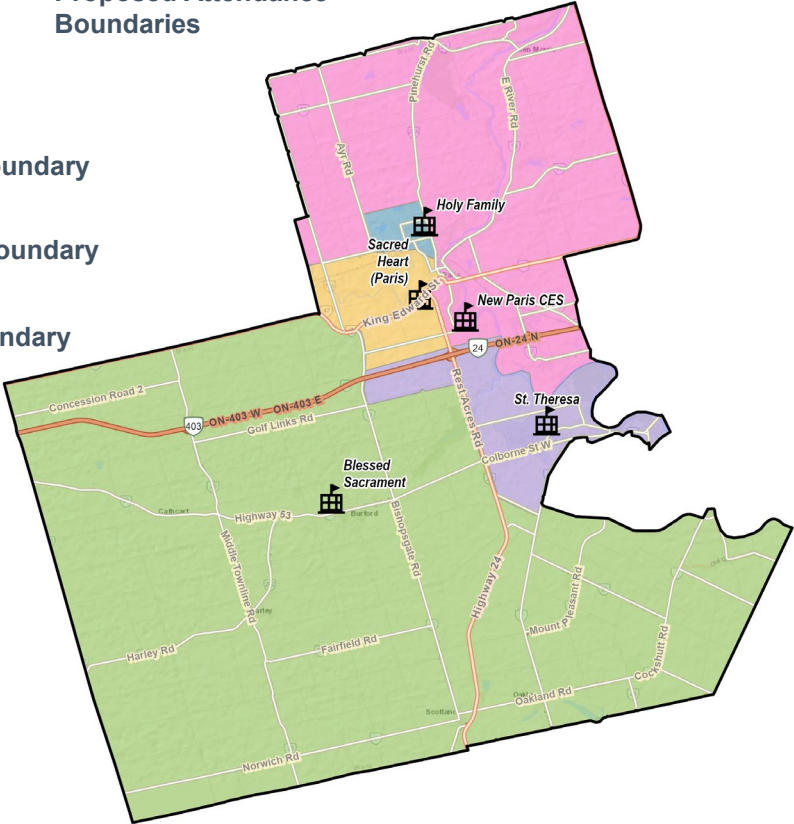 Proposed Attendance
Boundaries
oundary
oundary
ndary
Pinehurst Rd
E River Rd
Ayr Rd
Holy Family
Sacred
Heart
(Paris)
King Edward St
New Paris CES
24
ON-24 N
Rest Acres Rd
St. Theresa
Concession Road 2
ON-403 W
ON-403 E
403
Golf Links Rd
Colborne St W
Blessed
Sacrament
Cathcart
Highway 53
Burford
Bishopsgate Rd
Middle Townline Rd
Highway 24
Mount Pleasant Rd
Harley Rd
Fairfield Rd
Cockshutt Rd
Oakland Rd
Scotland
Norwich Rd